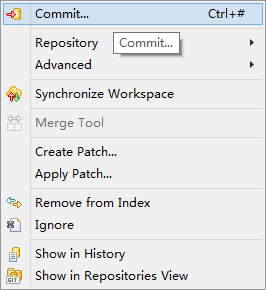 Commit... Ctrl+#
Repository
Commit...
Advanced
Synchronize Workspace
Merge Tool
Create Patch...
Apply Patch...
Remove from Index
Ignore
Show in History
GIT Show in Repositories View